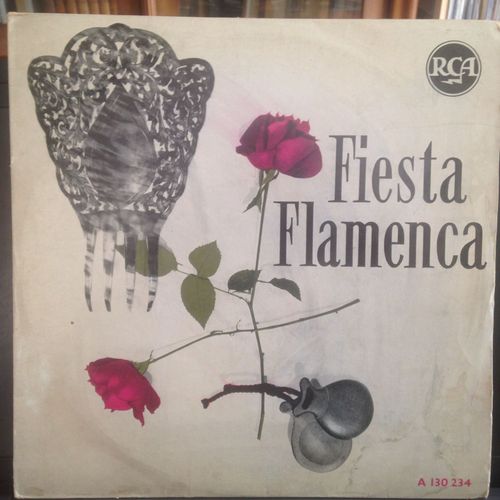 RCA
Fiesta
Flamenca
A 130.234